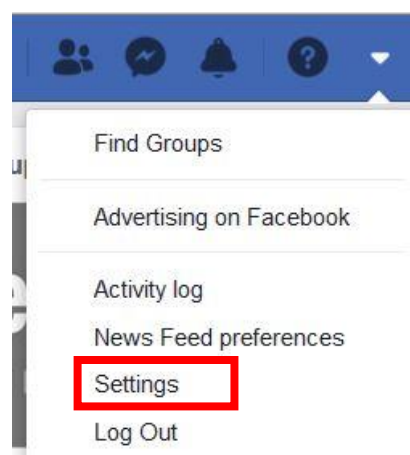 Find Groups
Advertising on Facebook
Activity log
News Feed preferences
Settings
Log Out